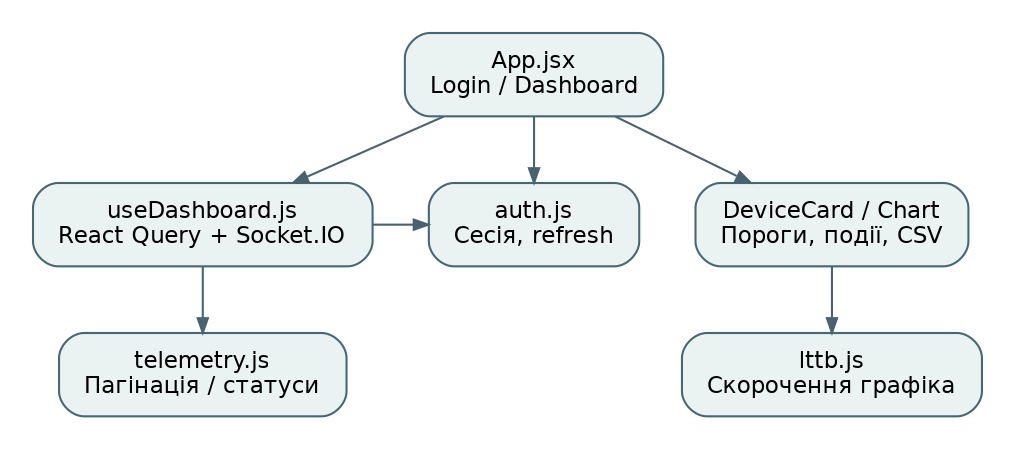 App.jsx
Login / Dashboard
useDashboard.js
React Query + Socket.IO
auth.js
Сесія, refresh
DeviceCard / Chart
Пороги, події, CSV
telemetry.js
Пагінація / статуси
lttb.js
Скорочення графіка